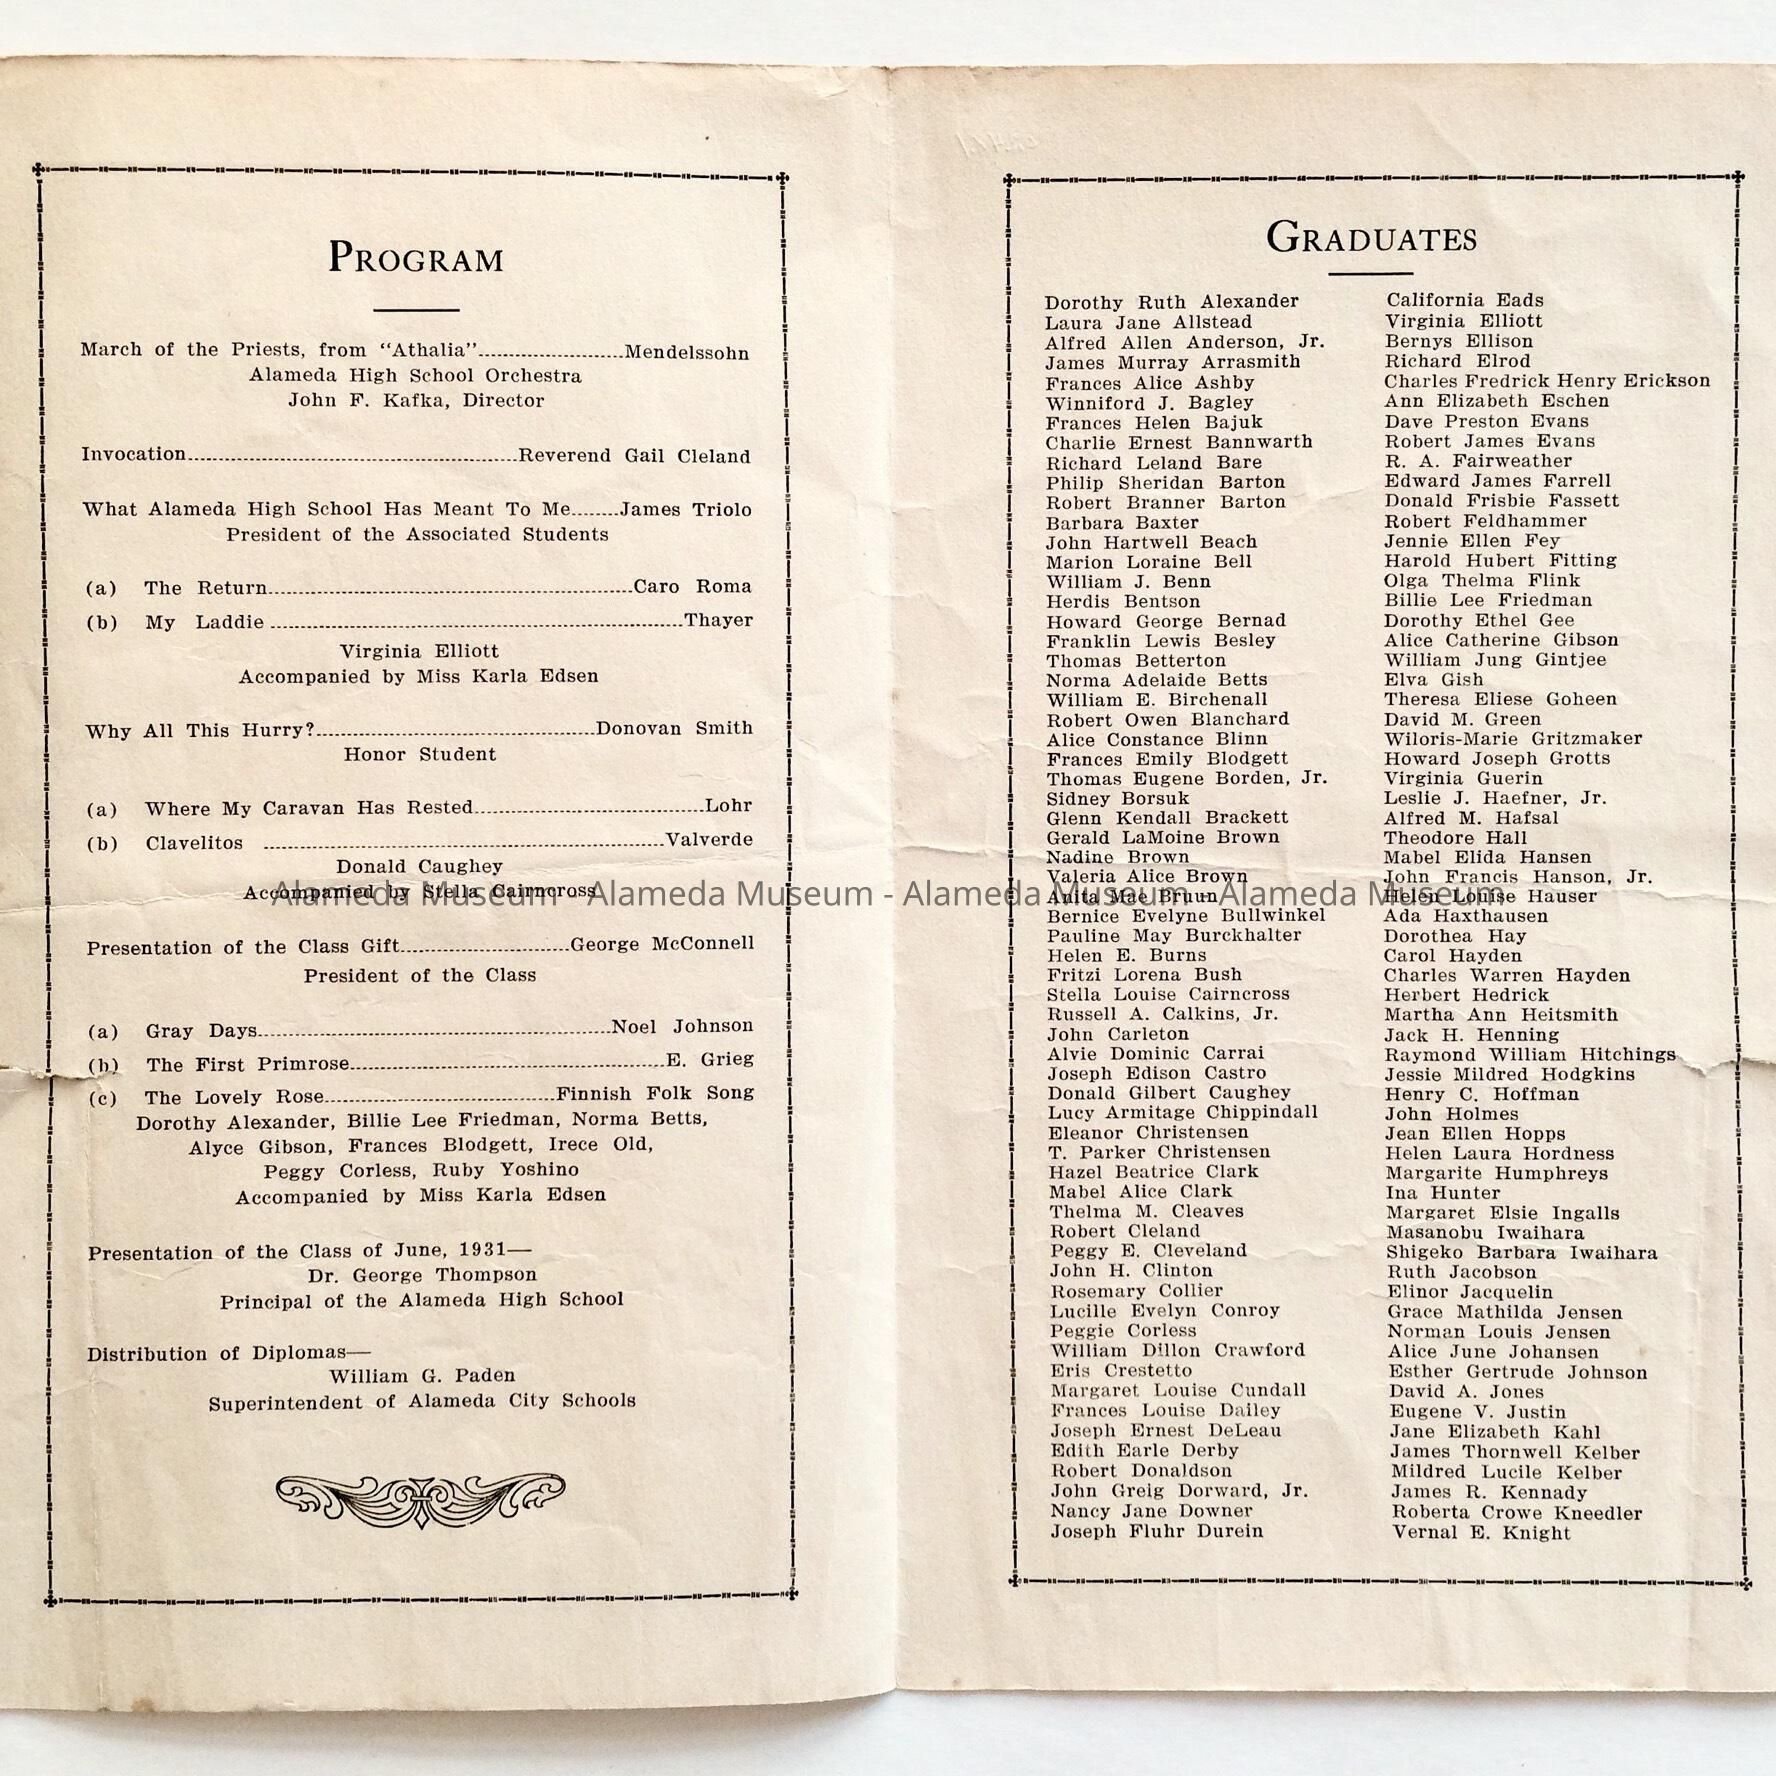 PROGRAM
March of the Priests, from “Athalia”........................Mendelssohn
Alameda High School Orchestra
John F. Kafka, Director
Invocation........................Reverend Gail Cleland
What Alameda High School Has Meant To Me........James Triolo
President of the Associated Students
(a) The Return........................Caro Roma
(b) My Laddie ........................Thayer
Virginia Elliott
Accompanied by Miss Karla Edsen
Why All This Hurry?........................Donovan Smith
Honor Student
(a) Where My Caravan Has Rested........................Lohr
(b) Clavelitos ........................Valverde
Donald Caughey
Accompanied by Stella Cairncross
Presentation of the Class Gift........................George McConnell
President of the Class
(a) Gray Days........................Noel Johnson
(b) The First Primrose........................E. Grieg
(c) The Lovely Rose........................Finnish Folk Song
Dorothy Alexander, Billie Lee Friedman, Norma Betts,
Alyce Gibson, Frances Blodgett, Irece Old,
Peggy Corless, Ruby Yoshino
Accompanied by Miss Karla Edsen
Presentation of the Class of June, 1931—
Dr. George Thompson
Principal of the Alameda High School
Distribution of Diplomas—
William G. Paden
Superintendent of Alameda City Schools
GRADUATES
Dorothy Ruth Alexander
Laura Jane Allstead
Alfred Allen Anderson, Jr.
James Murray Arrasmith
Frances Alice Ashby
Winniford J. Bagley
Frances Helen Bajuk
Charlie Ernest Bannwarth
Richard Leland Bare
Philip Sheridan Barton
Robert Branner Barton
Barbara Baxter
John Hartwell Beach
Marion Loraine Bell
William J. Benn
Herdis Bentson
Howard George Bernad
Franklin Lewis Besley
Thomas Betterton
Norma Adelaide Betts
William E. Birchenall
Robert Owen Blanchard
Alice Constance Blinn
Frances Emily Blodgett
Thomas Eugene Borden, Jr.
Sidney Borsuk
Glenn Kendall Brackett
Gerald LaMoine Brown
Nadine Brown
Valeria Alice Brown
Anita Mae Bruun
Bernice Evelyne Bullwinkel
Pauline May Burckhalter
Helen E. Burns
Fritzi Lorena Bush
Stella Louise Cairncross
Russell A. Calkins, Jr.
John Carleton
Alvie Dominic Carrai
Joseph Edison Castro
Donald Gilbert Caughey
Lucy Armitage Chippindall
Eleanor Christensen
T. Parker Christensen
Hazel Beatrice Clark
Mabel Alice Clark
Thelma M. Cleaves
Robert Cleland
Peggy E. Cleveland
John H. Clinton
Rosemary Collier
Lucille Evelyn Conroy
Peggie Corless
William Dillon Crawford
Eris Crestetto
Margaret Louise Cundall
Frances Louise Dailey
Joseph Ernest DeLeau
Edith Earle Derby
Robert Donaldson
John Greig Dorward, Jr.
Nancy Jane Downer
Joseph Fluhr Durein
California Eads
Virginia Elliott
Bernys Ellison
Richard Elrod
Charles Fredrick Henry Erickson
Ann Elizabeth Eschen
Dave Preston Evans
Robert James Evans
R. A. Fairweather
Edward James Farrell
Donald Frisbie Fassett
Robert Feldhammer
Jennie Ellen Fey
Harold Hubert Fitting
Olga Thelma Flink
Billie Lee Friedman
Dorothy Ethel Gee
Alice Catherine Gibson
William Jung Gintjee
Elva Gish
Theresa Eliese Goheen
David M. Green
Wiloris-Marie Gritzmaker
Howard Joseph Grotts
Virginia Guerin
Leslie J. Haefner, Jr.
Alfred M. Hafsal
Theodore Hall
Mabel Elida Hansen
John Francis Hanson, Jr.
Helen Louise Hauser
Ada Haxthausen
Dorothea Hay
Carol Hayden
Charles Warren Hayden
Herbert Hedrick
Martha Ann Heitsmith
Jack H. Henning
Raymond William Hitchings
Jessie Mildred Hodgkins
Henry C. Hoffman
John Holmes
Jean Ellen Hopps
Helen Laura Hordness
Margarite Humphreys
Ina Hunter
Margaret Elsie Ingalls
Masanobu Iwaihara
Shigeko Barbara Iwaihara
Ruth Jacobson
Elinor Jacquelin
Grace Mathilda Jensen
Norman Louis Jensen
Alice June Johansen
Esther Gertrude Johnson
David A. Jones
Eugene V. Justin
Jane Elizabeth Kahl
James Thornwell Kelber
Mildred Lucile Kelber
James R. Kennady
Roberta Crowe Kneedler
Vernal E. Knight
Alameda Museum - Alameda Museum - Alameda Museum - Alameda Museum